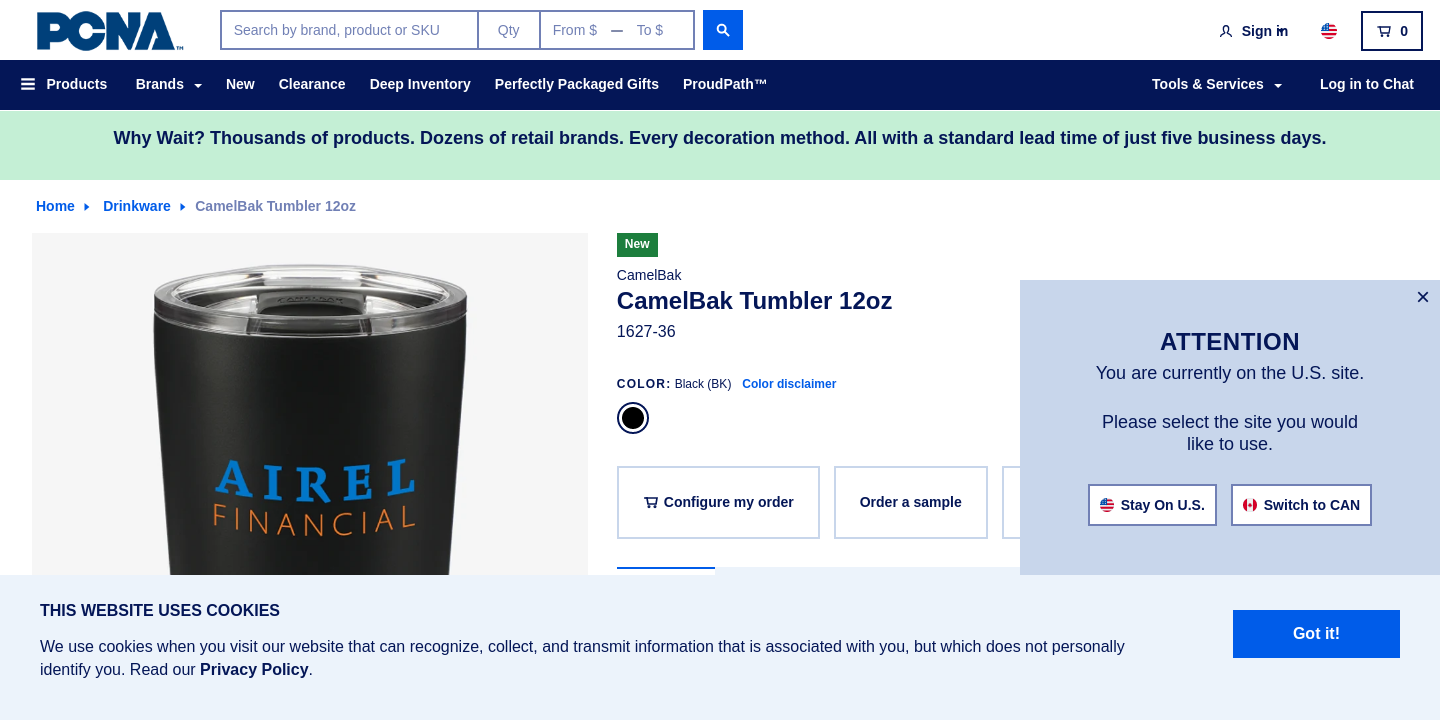 PCNA™
Search by brand, product or SKU
Qty
From $ — To $
Sign in
0
Products
Brands
New
Clearance
Deep Inventory
Perfectly Packaged Gifts
ProudPath™
Tools & Services
Log in to Chat
Why Wait? Thousands of products. Dozens of retail brands. Every decoration method. All with a standard lead time of just five business days.
Home
Drinkware
CamelBak Tumbler 12oz
AIREL
FINANCIAL
New
CamelBak
CamelBak Tumbler 12oz
1627-36
COLOR: Black (BK) Color disclaimer
Configure my order
Order a sample
×
ATTENTION
You are currently on the U.S. site.
Please select the site you would
like to use.
Stay On U.S.
Switch to CAN
THIS WEBSITE USES COOKIES
We use cookies when you visit our website that can recognize, collect, and transmit information that is associated with you, but which does not personally
identify you. Read our Privacy Policy.
Got it!